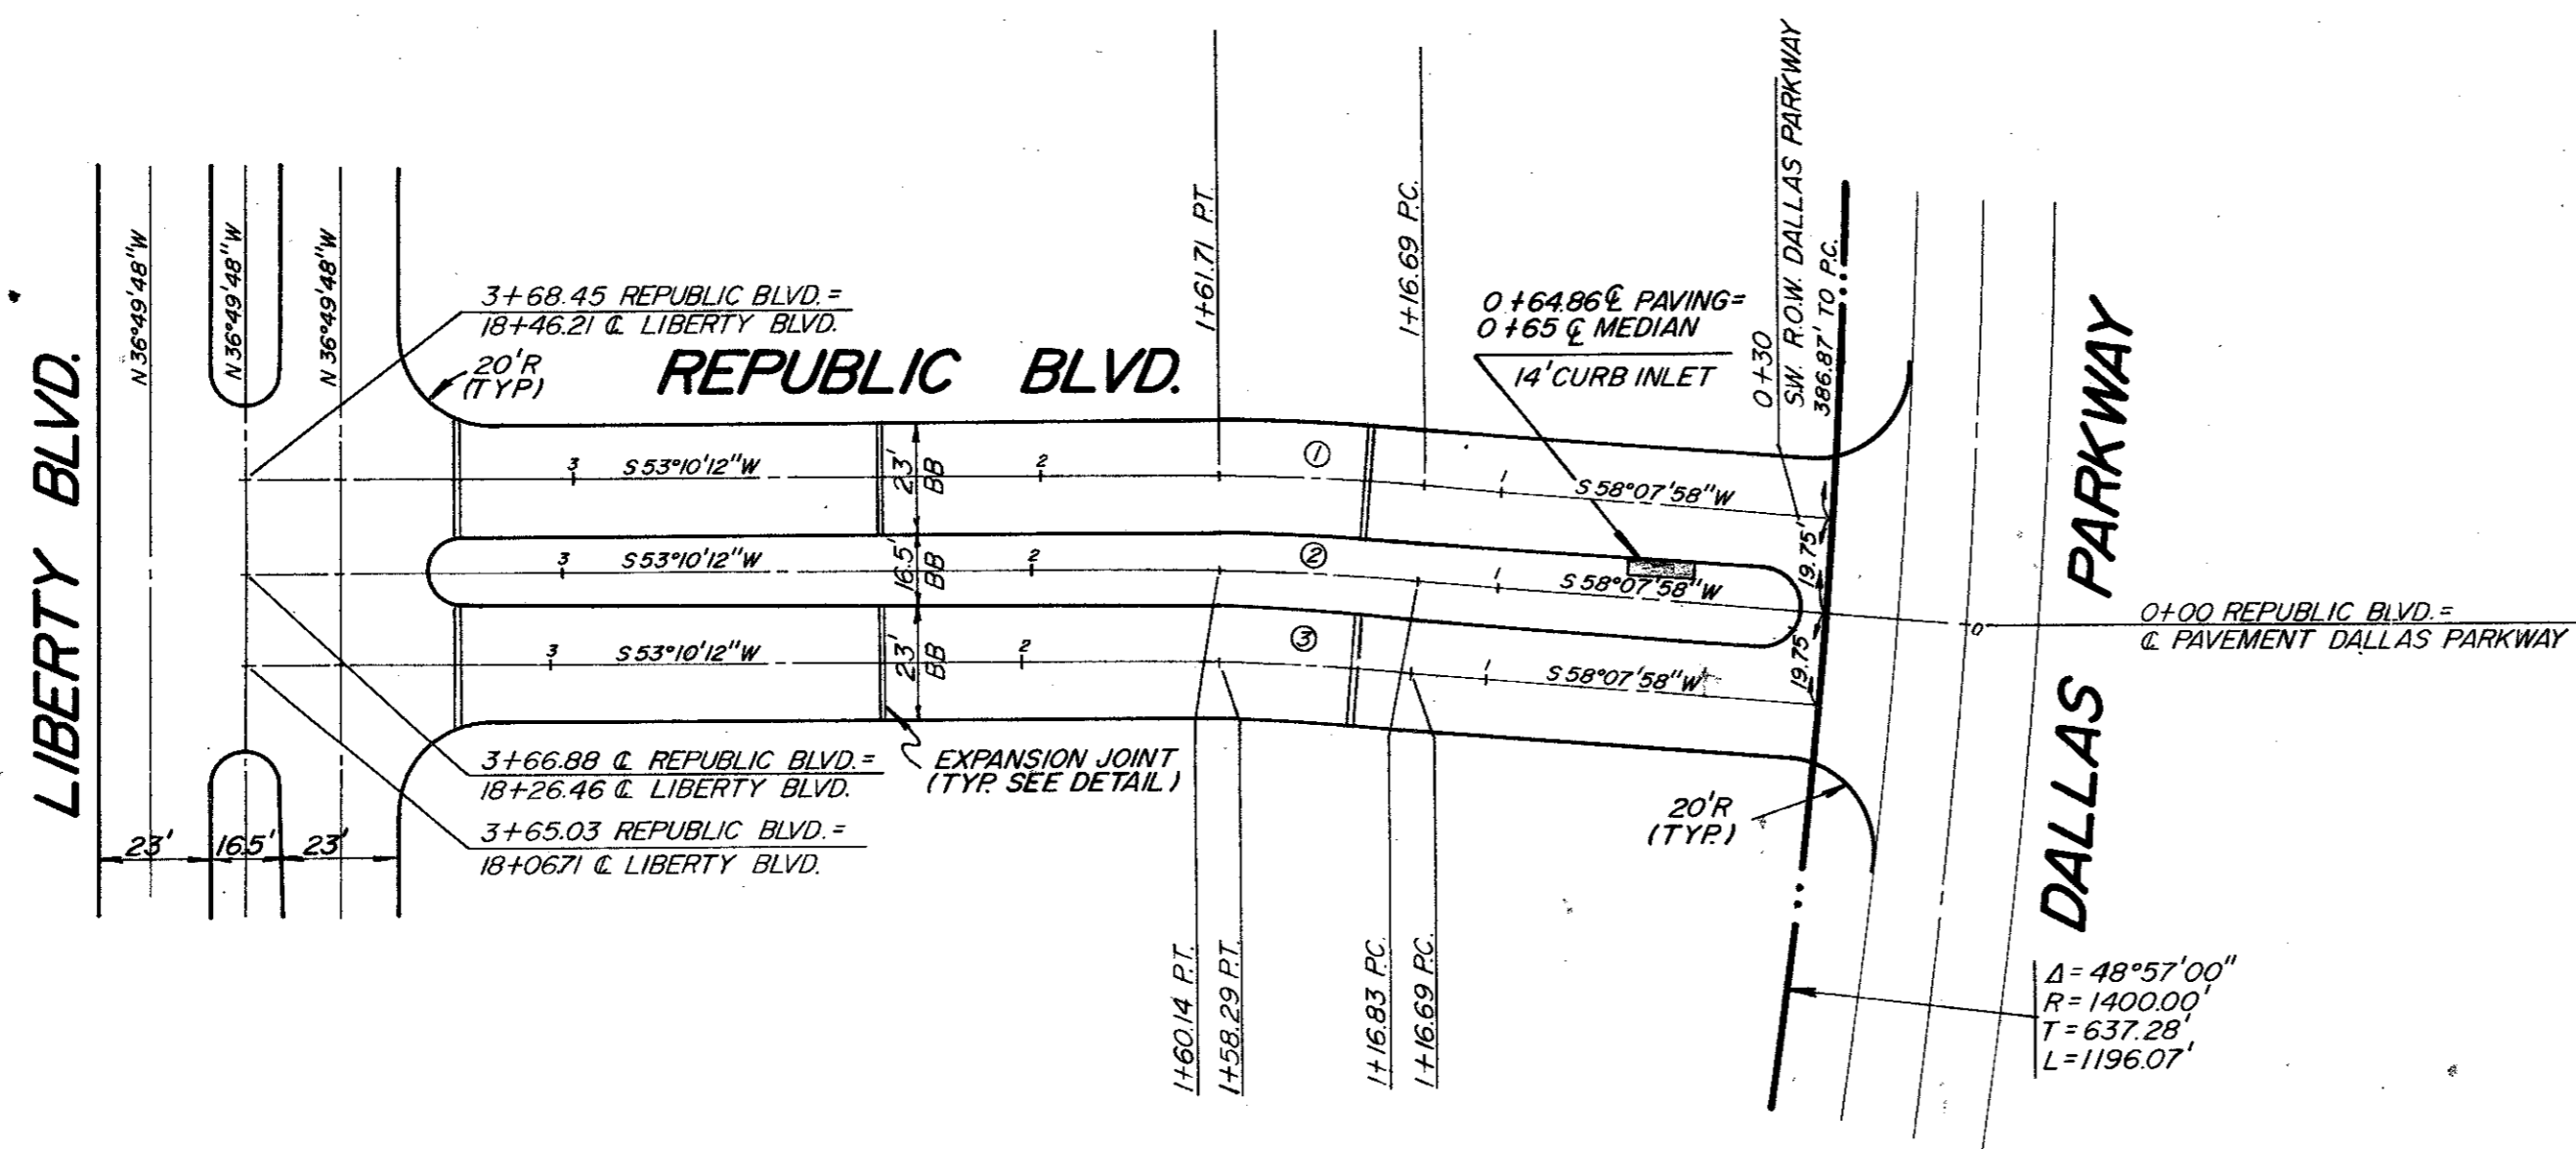 LIBERTY BLVD.
N 36°49'48"W
N 36°49'48"W
N 36°49'48"W
3+68.45 REPUBLIC BLVD.=
18+46.21 ℄ LIBERTY BLVD.
20'R
(TYP)
REPUBLIC BLVD.
1+61.71 P.T.
1+16.69 P.C.
0+64.86 ℄ PAVING=
0+65 ℄ MEDIAN
14' CURB INLET
0+30
S.W. R.O.W. DALLAS PARKWAY
386.87' TO P.C.
3
S 53°10'12"W
23'
BB
2
①
1
S 58°07'58"W
3
S 53°10'12"W
16.5'
BB
2
②
1
S 58°07'58"W
19.75'
3
S 53°10'12"W
23'
BB
2
③
1
S 58°07'58"W
19.75'
0
0+00 REPUBLIC BLVD.=
℄ PAVEMENT DALLAS PARKWAY
DALLAS PARKWAY
3+66.88 ℄ REPUBLIC BLVD.=
18+26.46 ℄ LIBERTY BLVD.
3+65.03 REPUBLIC BLVD.=
18+06.71 ℄ LIBERTY BLVD.
EXPANSION JOINT
(TYP. SEE DETAIL)
23'
16.5'
23'
20'R
(TYP.)
1+60.14 P.T.
1+58.29 P.T.
1+16.83 P.C.
1+16.69 P.C.
Δ=48°57'00"
R=1400.00'
T=637.28'
L=1196.07'